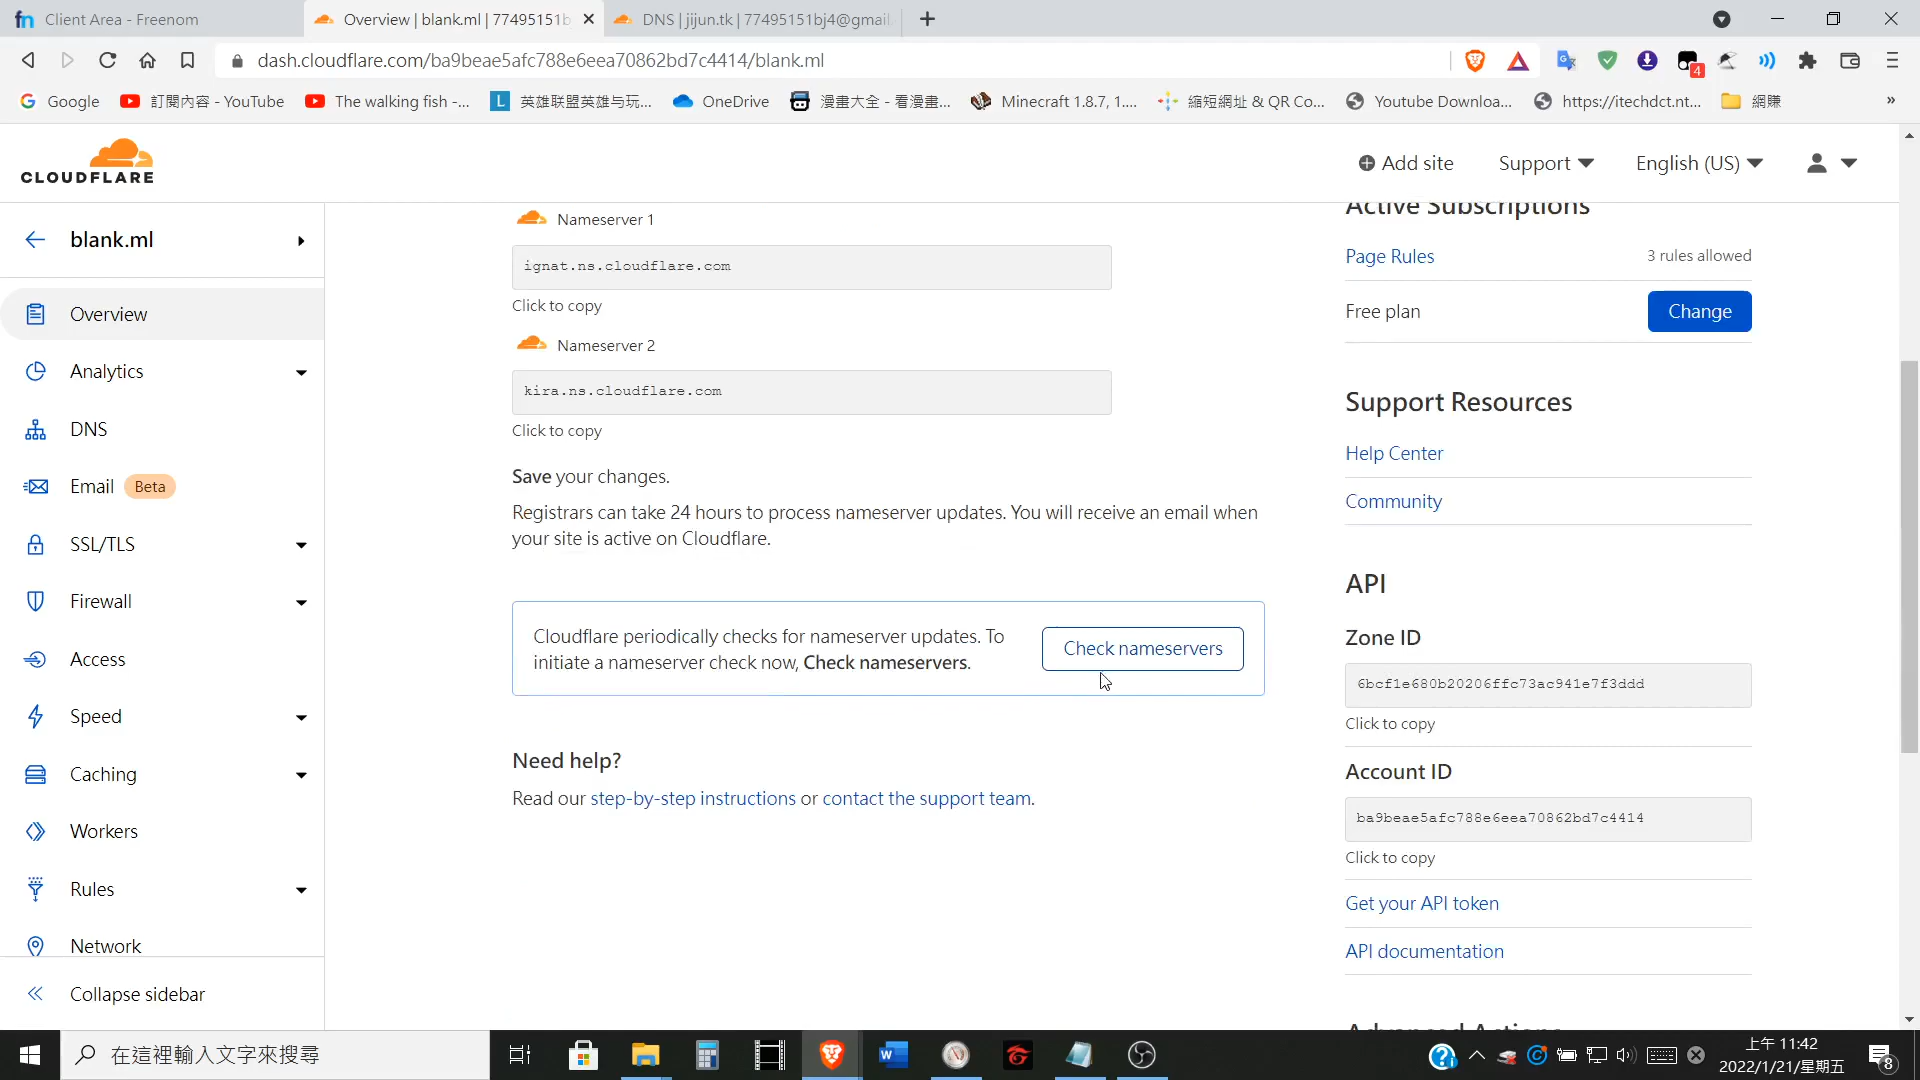 Client Area - Freenom
Overview | blank.ml | 77495151b
DNS | jijun.tk | 77495151bj4@gmail
dash.cloudflare.com/ba9beae5afc788e6eea70862bd7c4414/blank.ml
4
Google
訂閱內容 - YouTube
The walking fish -...
英雄联盟英雄与玩...
OneDrive
漫畫大全 - 看漫畫...
Minecraft 1.8.7, 1....
縮短網址 & QR Co...
Youtube Downloa...
https://itechdct.nt...
網賺
»
CLOUDFLARE
Add site
Support
English (US)
blank.ml
Overview
Analytics
DNS
Email Beta
SSL/TLS
Firewall
Access
Speed
Caching
Workers
Rules
Network
Collapse sidebar
Nameserver 1
ignat.ns.cloudflare.com
Click to copy
Nameserver 2
kira.ns.cloudflare.com
Click to copy
Save your changes.
Registrars can take 24 hours to process nameserver updates. You will receive an email when
your site is active on Cloudflare.
Cloudflare periodically checks for nameserver updates. To
initiate a nameserver check now, Check nameservers.
Check nameservers
Need help?
Read our step-by-step instructions or contact the support team.
Active Subscriptions
Page Rules
3 rules allowed
Free plan
Change
Support Resources
Help Center
Community
API
Zone ID
6bcf1e680b20206ffc73ac941e7f3ddd
Click to copy
Account ID
ba9beae5afc788e6eea70862bd7c4414
Click to copy
Get your API token
API documentation
Advanced Actions
在這裡輸入文字來搜尋
上午 11:42
2022/1/21/星期五
8